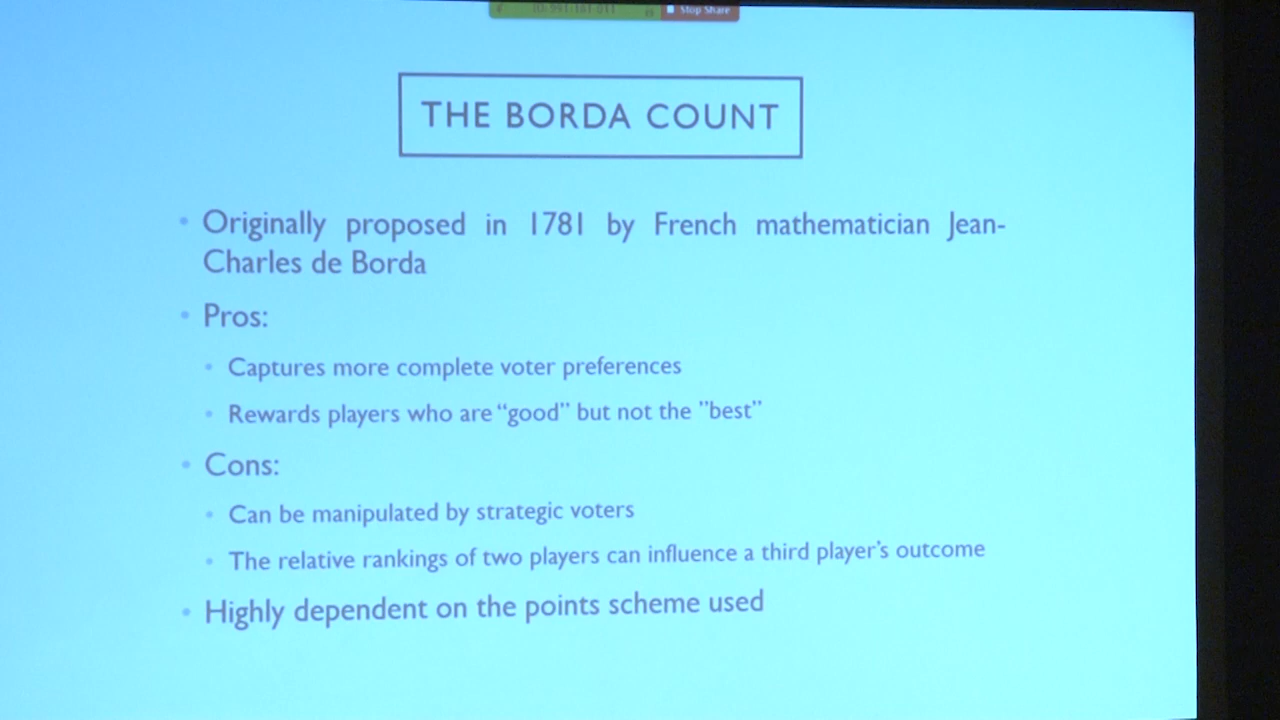 Stop Share
THE BORDA COUNT
• Originally proposed in 1781 by French mathematician Jean-
Charles de Borda
• Pros:
• Captures more complete voter preferences
• Rewards players who are “good” but not the ”best”
• Cons:
• Can be manipulated by strategic voters
• The relative rankings of two players can influence a third player’s outcome
• Highly dependent on the points scheme used